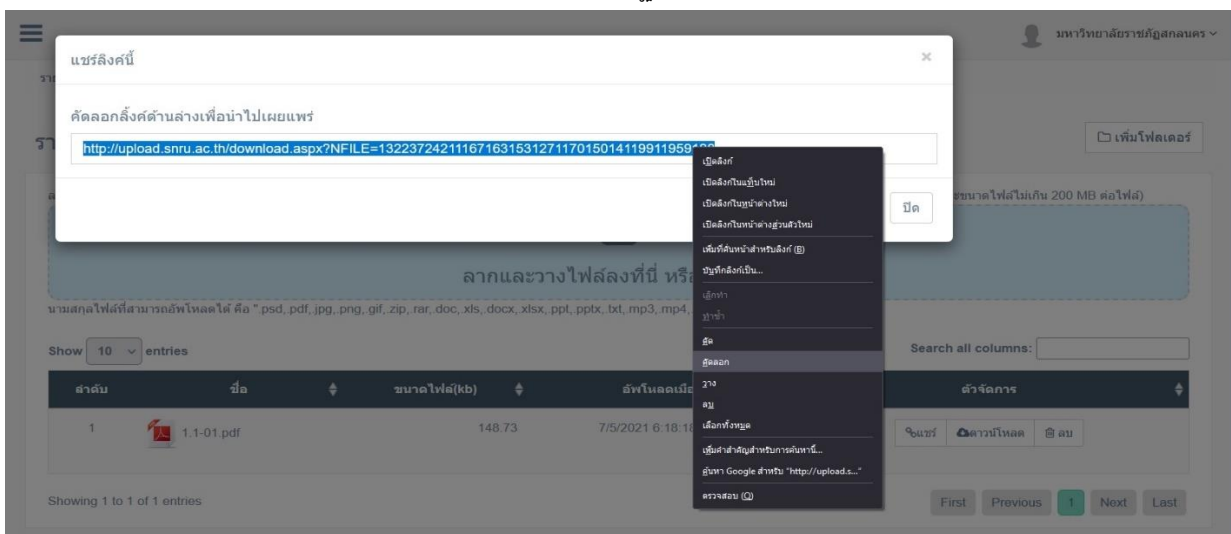 มหาวิทยาลัยราชภัฏสกลนคร
แชร์ลิงค์นี้
×
คัดลอกลิ้งค์ด้านล่างเพื่อนำไปเผยแพร่
เพิ่มโฟลเดอร์
ปิด
ขนาดไฟล์ไม่เกิน 200 MB ต่อไฟล์)
เปิดลิงก์
เปิดลิงก์ในแท็บใหม่
เปิดลิงก์ในหน้าต่างใหม่
เปิดลิงก์ในหน้าต่างส่วนตัวใหม่
เพิ่มที่คั่นหน้าสำหรับลิงก์ (B)
บันทึกลิงก์เป็น...
เลิกทำ
ทำซ้ำ
ตัด
คัดลอก
วาง
ลบ
เลือกทั้งหมด
เพิ่มคำสำคัญสำหรับการค้นหานี้...
ค้นหา Google สำหรับ "http://upload.s..."
ตรวจสอบ (Q)
ลากและวางไฟล์ลงที่นี่
นามสกุลไฟล์ที่สามารถอัพโหลดได้ คือ ".psd,.pdf,.jpg,.png,.gif,.zip,.rar,.doc,.xls,.docx,.xlsx,.ppt,.pptx,.txt,.mp3,.mp4,
Show 10 entries
Search all columns:
ลำดับ ชื่อ ขนาดไฟล์(kb) ตัวจัดการ
1 1.1-01.pdf 148.73 7/5/2021 6:18:18 แชร์ ดาวน์โหลด ลบ
Showing 1 to 1 of 1 entries
First Previous 1 Next Last